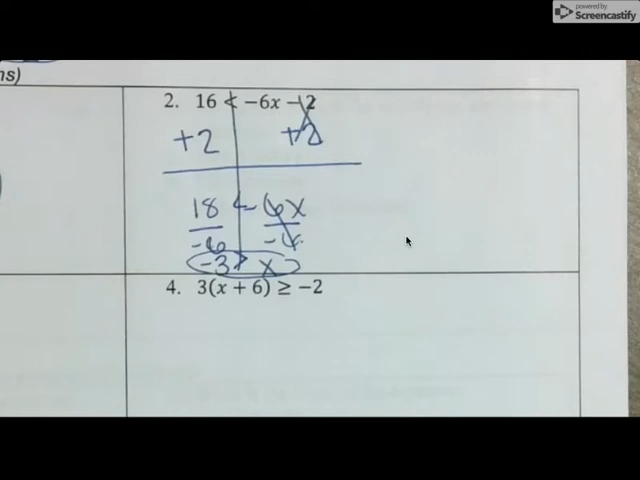 powered by
Screencastify
ns)
2. 16 < −6x − 2
+2 +2
18 < −6x
−6 −6
−3 > x
4. 3(x + 6) ≥ −2